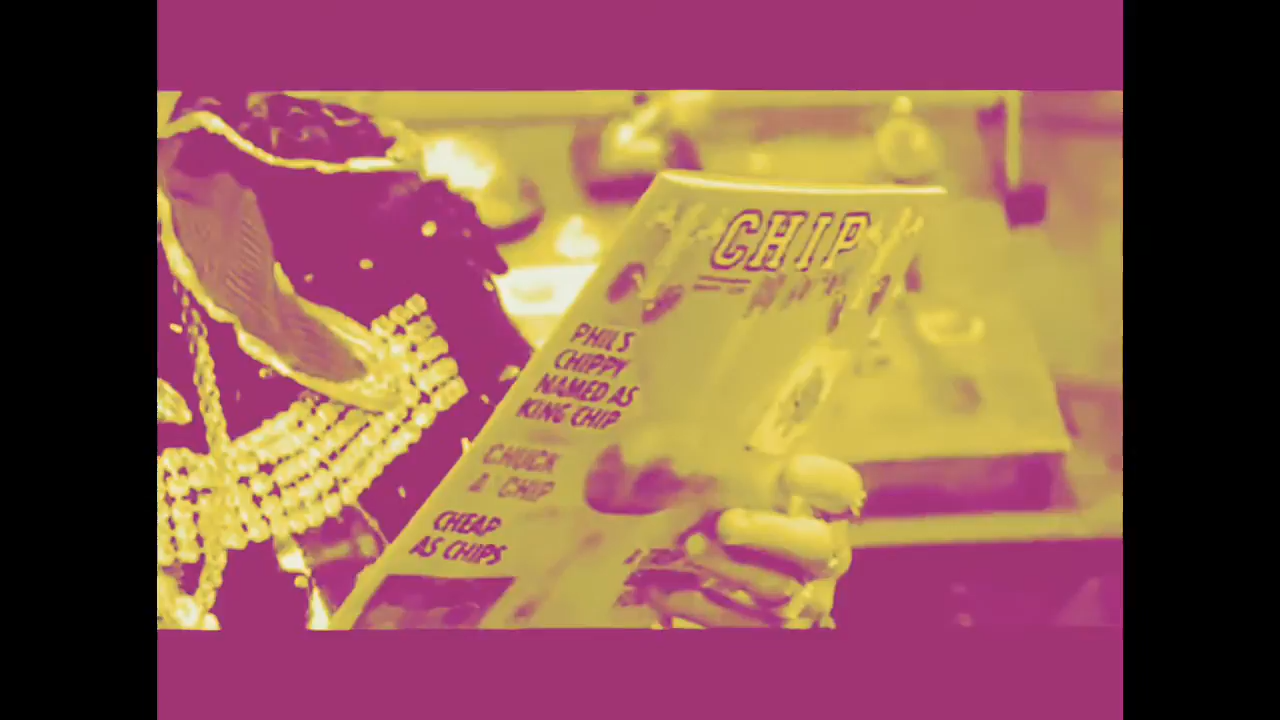 CHIP
PHIL'S
CHIPPY
NAMED AS
KING CHIP
CHUCK
A CHIP
CHEAP
AS CHIPS